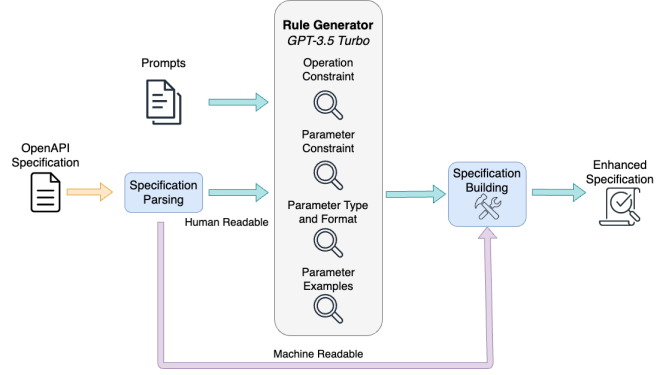 Rule Generator
GPT-3.5 Turbo
Prompts
Operation
Constraint
OpenAPI
Specification
Parameter
Constraint
Specification
Parsing
Human Readable
Parameter Type
and Format
Parameter
Examples
Specification
Building
Enhanced
Specification
Machine Readable